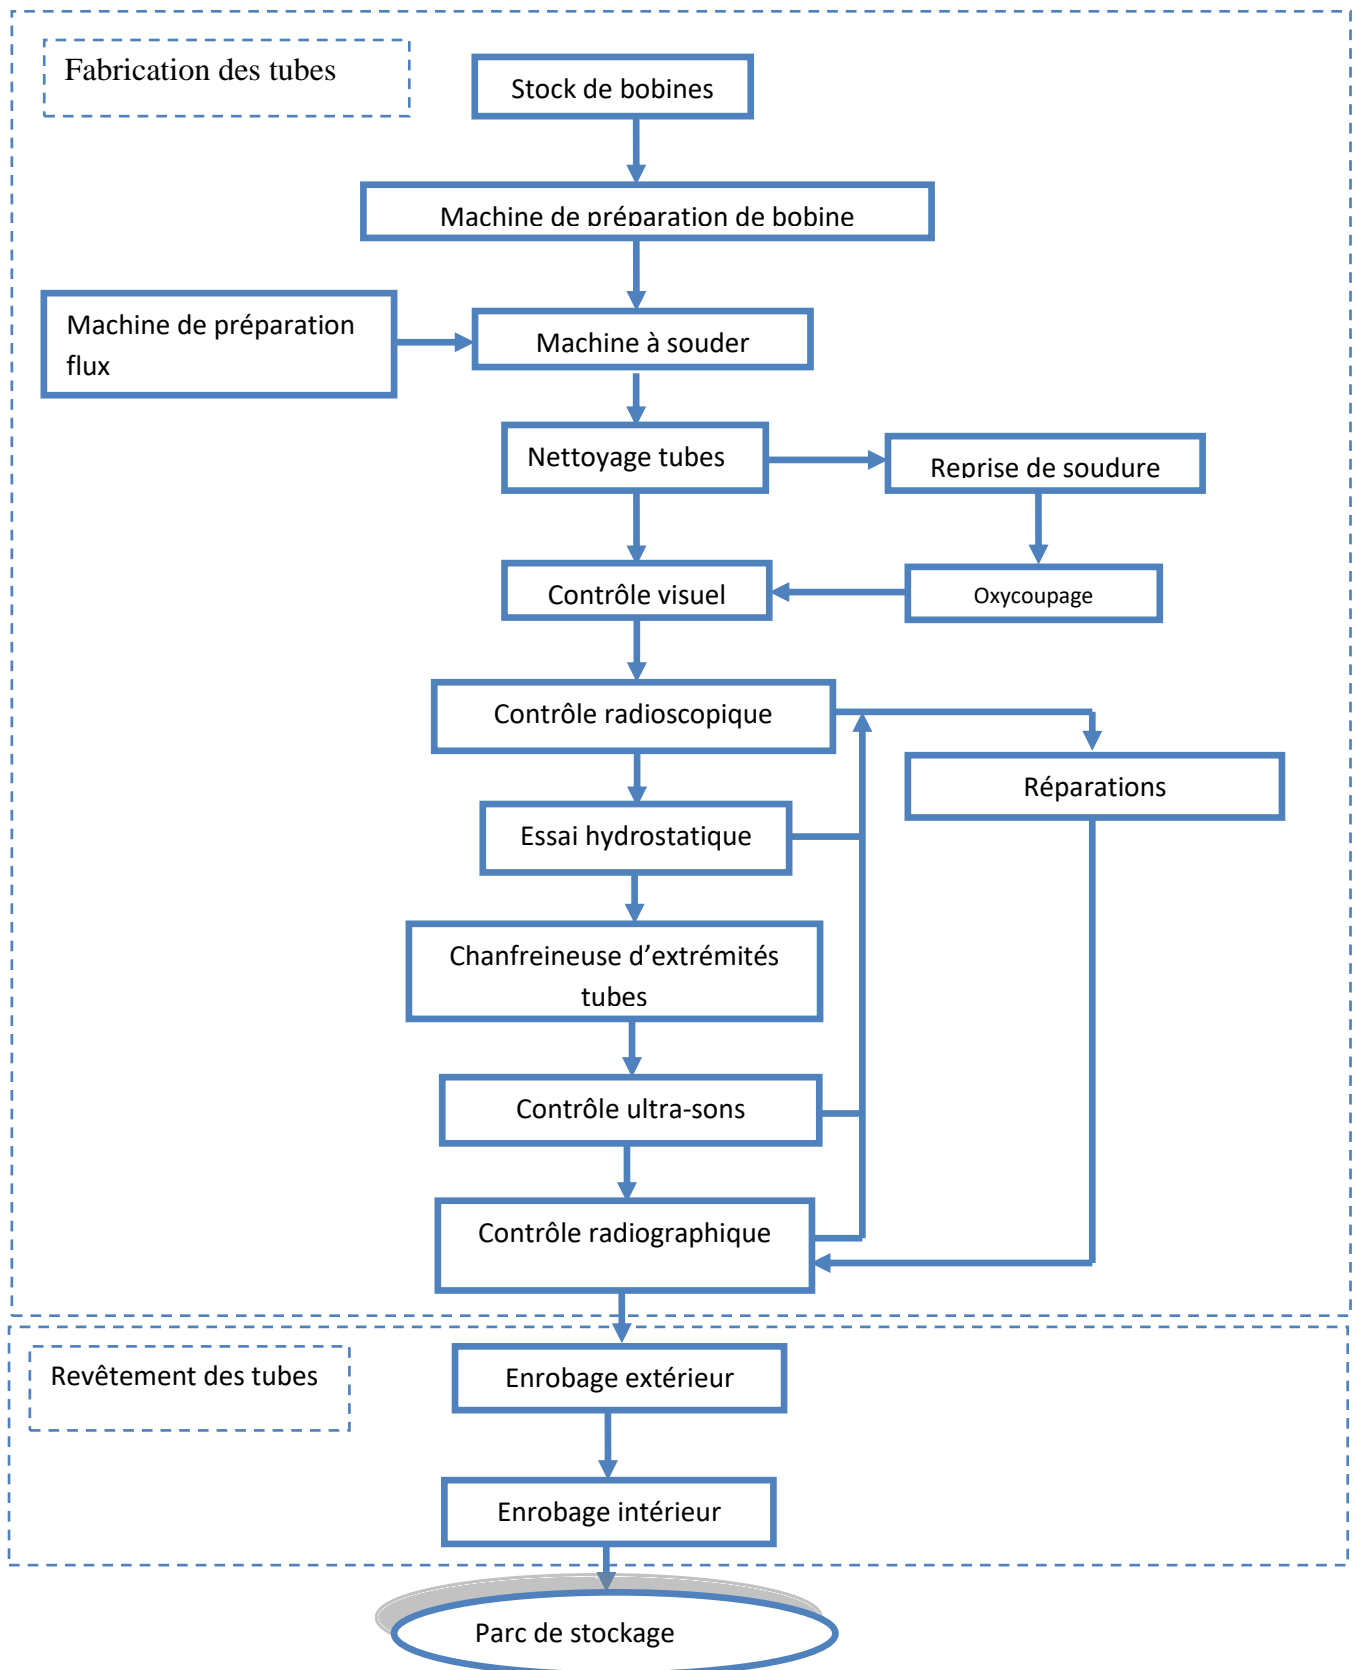 Fabrication des tubes
Stock de bobines
Machine de préparation de bobine
Machine de préparation
flux
Machine à souder
Nettoyage tubes
Reprise de soudure
Contrôle visuel
Oxycoupage
Contrôle radioscopique
Réparations
Essai hydrostatique
Chanfreineuse d’extrémités
tubes
Contrôle ultra-sons
Contrôle radiographique
Revêtement des tubes
Enrobage extérieur
Enrobage intérieur
Parc de stockage